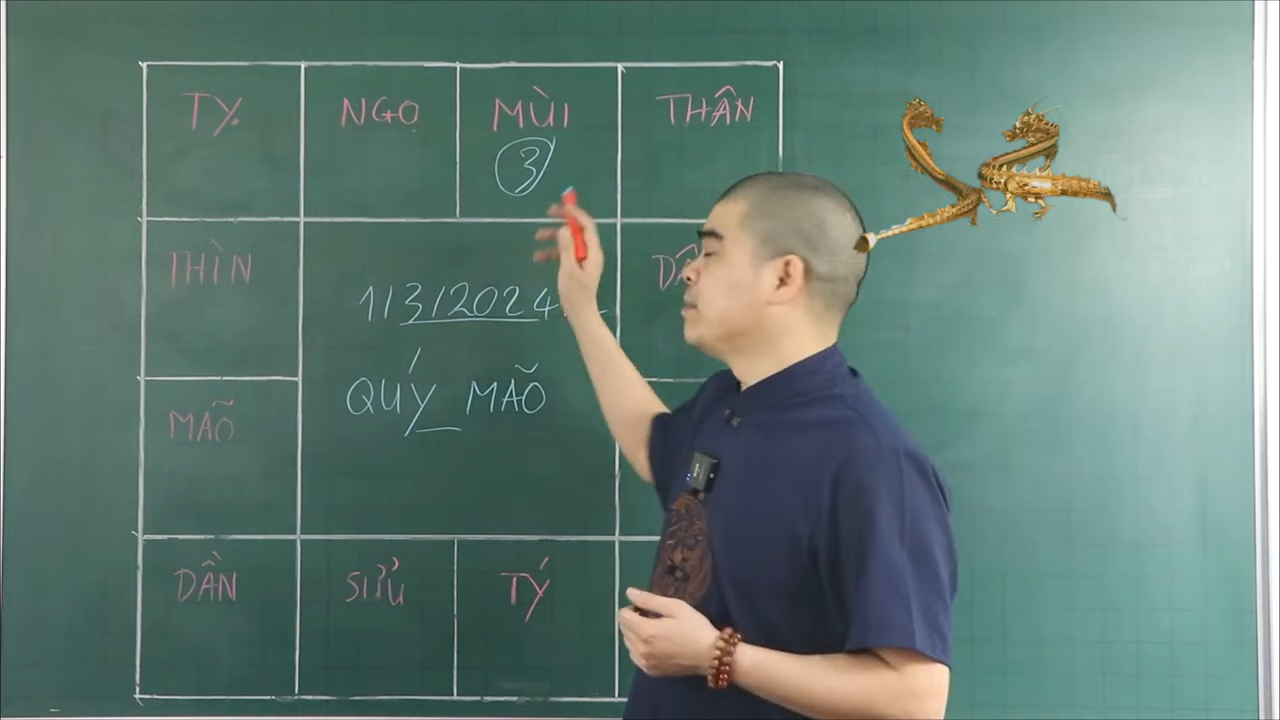 TỴ NGỌ MÙI THÂN
3
THÌN
1/3/2024
QUÝ MÃO
MÃO
DẦN SỬU TÝ